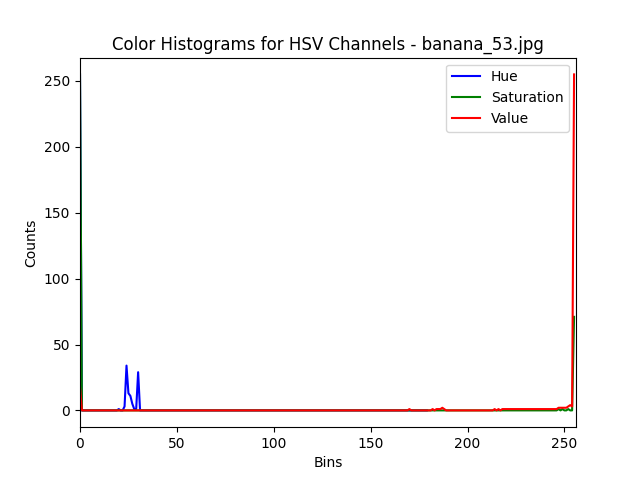 Color Histograms for HSV Channels - banana_53.jpg
250
200
150
100
50
0
Counts
Hue
Saturation
Value
0 50 100 150 200 250
Bins